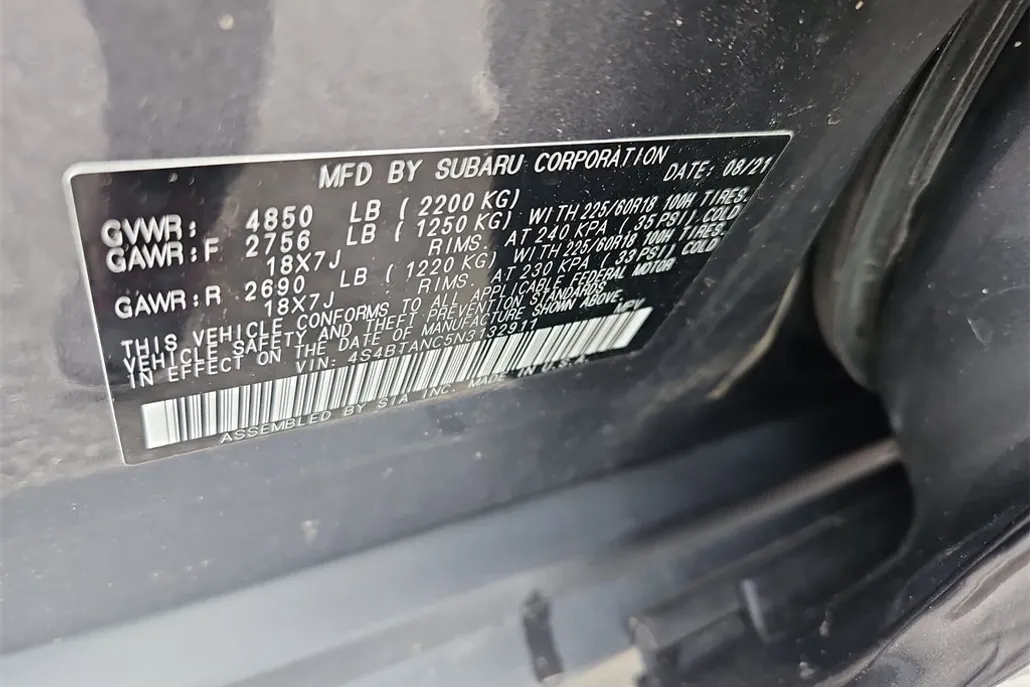 MFD BY SUBARU CORPORATION DATE: 08/21
GVWR: 4850 LB ( 2200 KG)
GAWR:F 2756 LB ( 1250 KG) WITH 225/60R18 100H TIRES.
18X7J RIMS. AT 240 KPA ( 35 PSI) COLD
GAWR:R 2690 LB ( 1220 KG) WITH 225/60R18 100H TIRES.
18X7J RIMS. AT 230 KPA ( 33 PSI) COLD
THIS VEHICLE CONFORMS TO ALL APPLICABLE FEDERAL MOTOR
VEHICLE SAFETY AND THEFT PREVENTION STANDARDS
IN EFFECT ON THE DATE OF MANUFACTURE SHOWN ABOVE.
VIN: 4S4BTANC5N3132911 MPV
ASSEMBLED BY SIA INC. MADE IN U.S.A